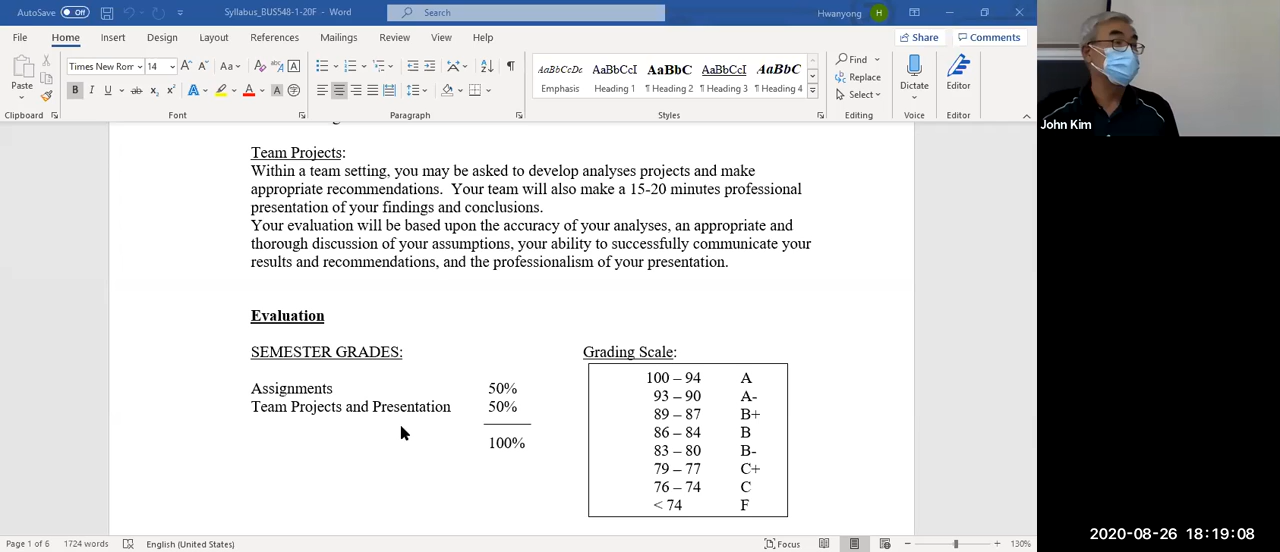 AutoSave Off Syllabus_BUS548-1-20F - Word Search Hwanyong H
File Home Insert Design Layout References Mailings Review View Help Share Comments
Times New Rom 14 Aa AaBbCcDc AaBbCcI AaBbC AaBbCcI AaBbC Find
Paste Replace Dictate Editor
B I U ab x2 x2 A A Emphasis Heading 1 ¶ Heading 2 ¶ Heading 3 ¶ Heading 4 Select
Clipboard Font Paragraph Styles Editing Voice Editor
John Kim
Team Projects:
Within a team setting, you may be asked to develop analyses projects and make
appropriate recommendations. Your team will also make a 15-20 minutes professional
presentation of your findings and conclusions.
Your evaluation will be based upon the accuracy of your analyses, an appropriate and
thorough discussion of your assumptions, your ability to successfully communicate your
results and recommendations, and the professionalism of your presentation.
Evaluation
SEMESTER GRADES: Grading Scale:
Assignments 50%
Team Projects and Presentation 50%
100%
100 – 94 A
93 – 90 A-
89 – 87 B+
86 – 84 B
83 – 80 B-
79 – 77 C+
76 – 74 C
< 74 F
Page 1 of 6 1724 words English (United States) Focus 130%
2020-08-26 18:19:08